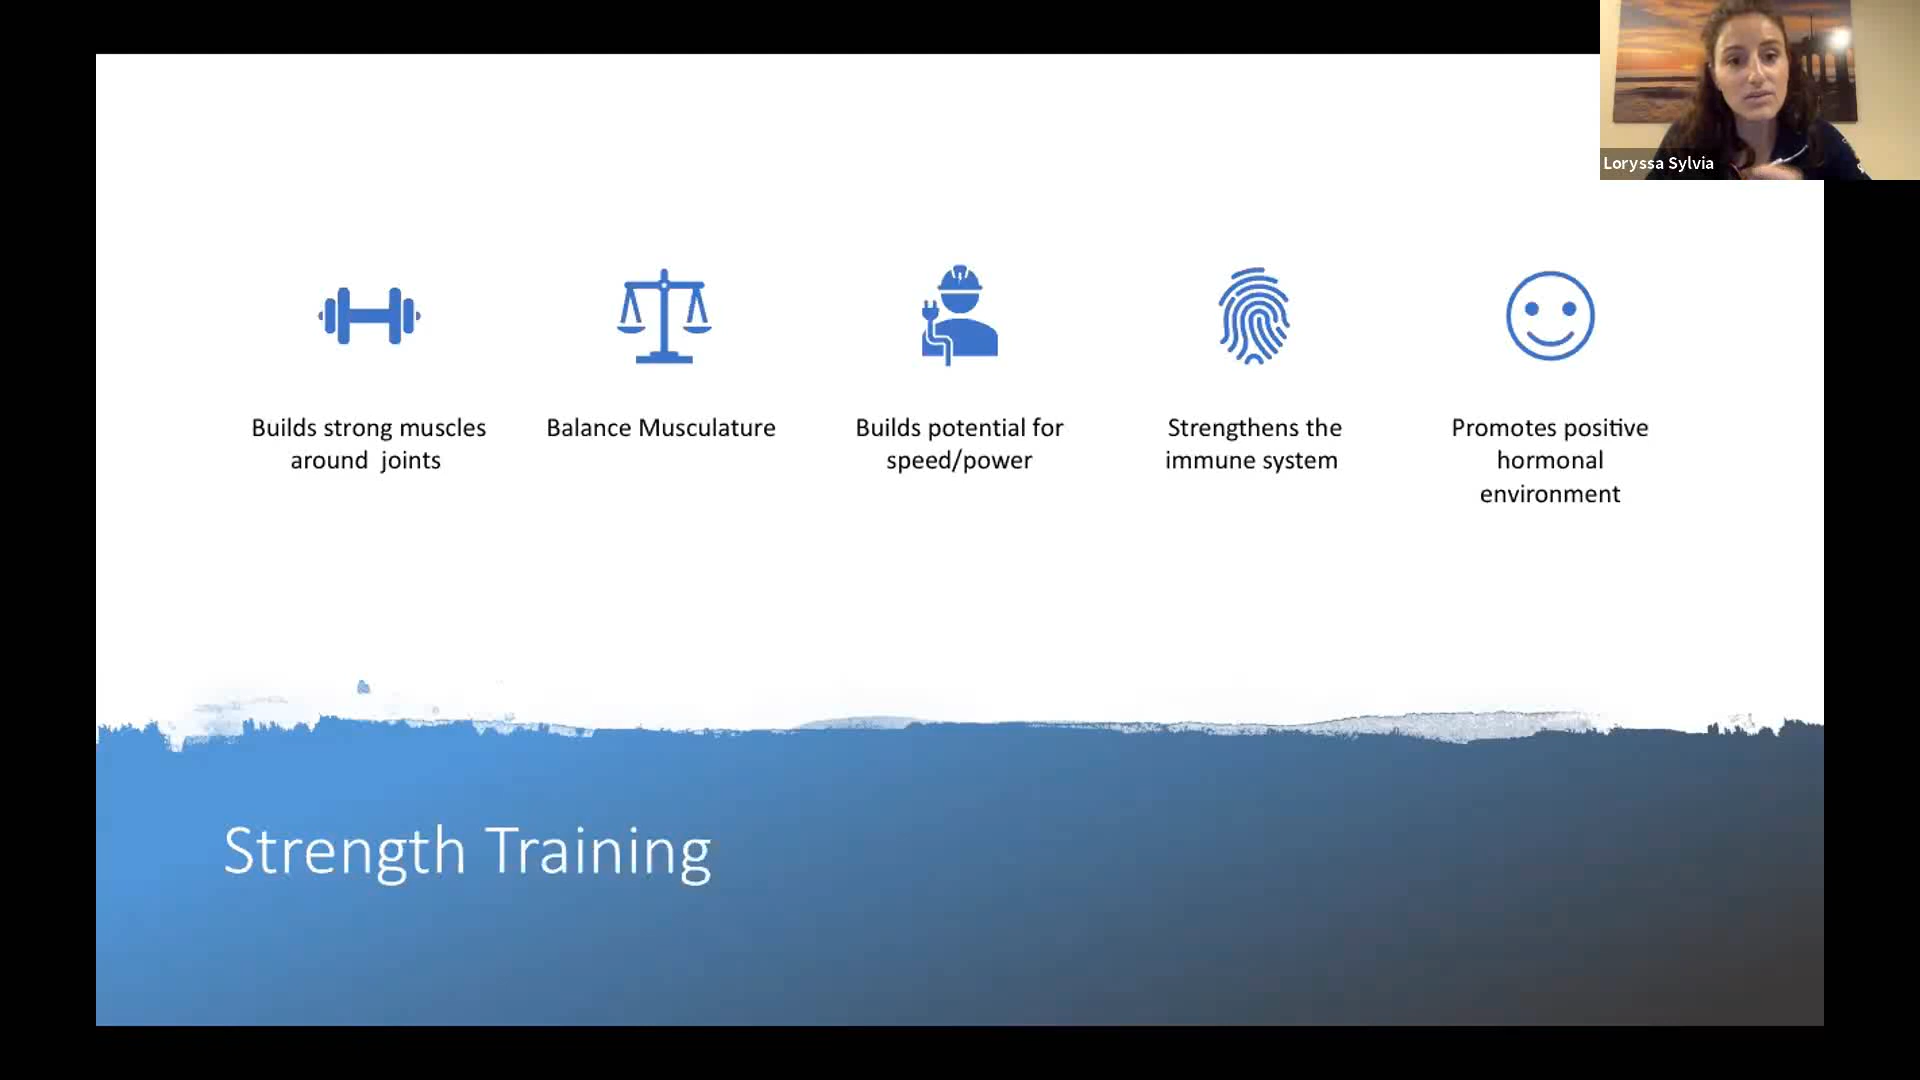 Loryssa Sylvia
Builds strong muscles
around joints
Balance Musculature
Builds potential for
speed/power
Strengthens the
immune system
Promotes positive
hormonal
environment
Strength Training